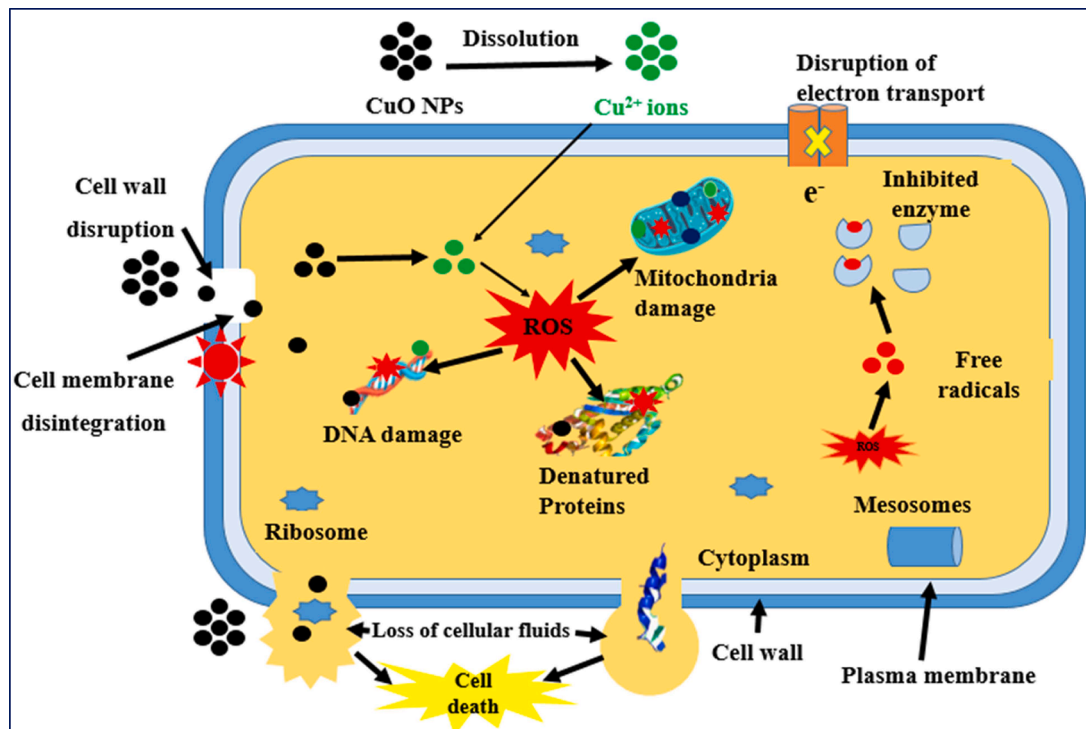 Dissolution
CuO NPs
Cu²⁺ ions
Disruption of
electron transport
Cell wall
disruption
e⁻
Inhibited
enzyme
Mitochondria
damage
ROS
Cell membrane
disintegration
DNA damage
Free
radicals
ROS
Denatured
Proteins
Ribosome
Mesosomes
Cytoplasm
Loss of cellular fluids
Cell wall
Plasma membrane
Cell
death